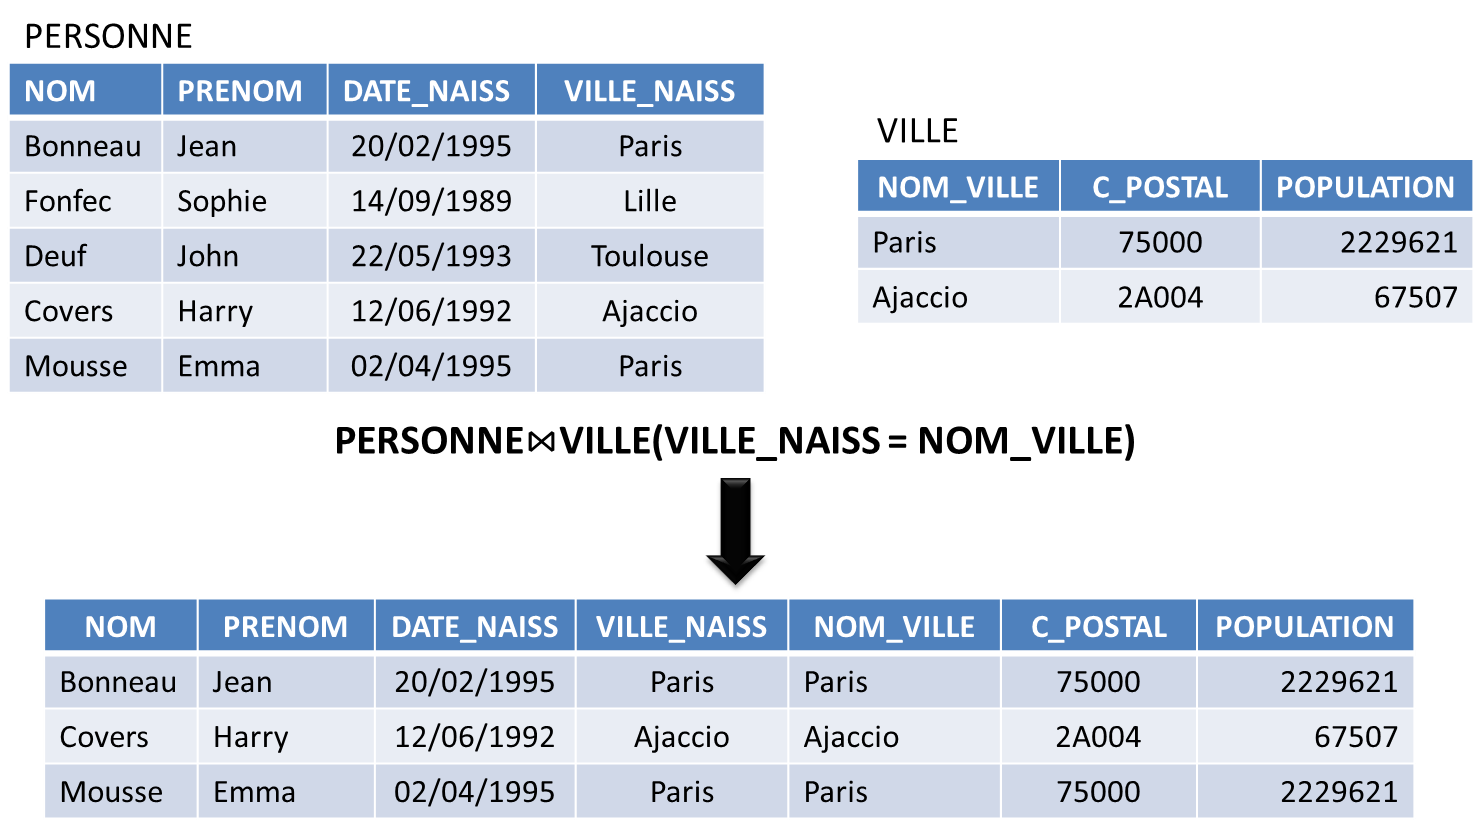 PERSONNE
NOM PRENOM DATE_NAISS VILLE_NAISS
Bonneau Jean 20/02/1995 Paris
Fonfec Sophie 14/09/1989 Lille
Deuf John 22/05/1993 Toulouse
Covers Harry 12/06/1992 Ajaccio
Mousse Emma 02/04/1995 Paris
VILLE
NOM_VILLE C_POSTAL POPULATION
Paris 75000 2229621
Ajaccio 2A004 67507
PERSONNE⋈VILLE(VILLE_NAISS = NOM_VILLE)
NOM PRENOM DATE_NAISS VILLE_NAISS NOM_VILLE C_POSTAL POPULATION
Bonneau Jean 20/02/1995 Paris Paris 75000 2229621
Covers Harry 12/06/1992 Ajaccio Ajaccio 2A004 67507
Mousse Emma 02/04/1995 Paris Paris 75000 2229621